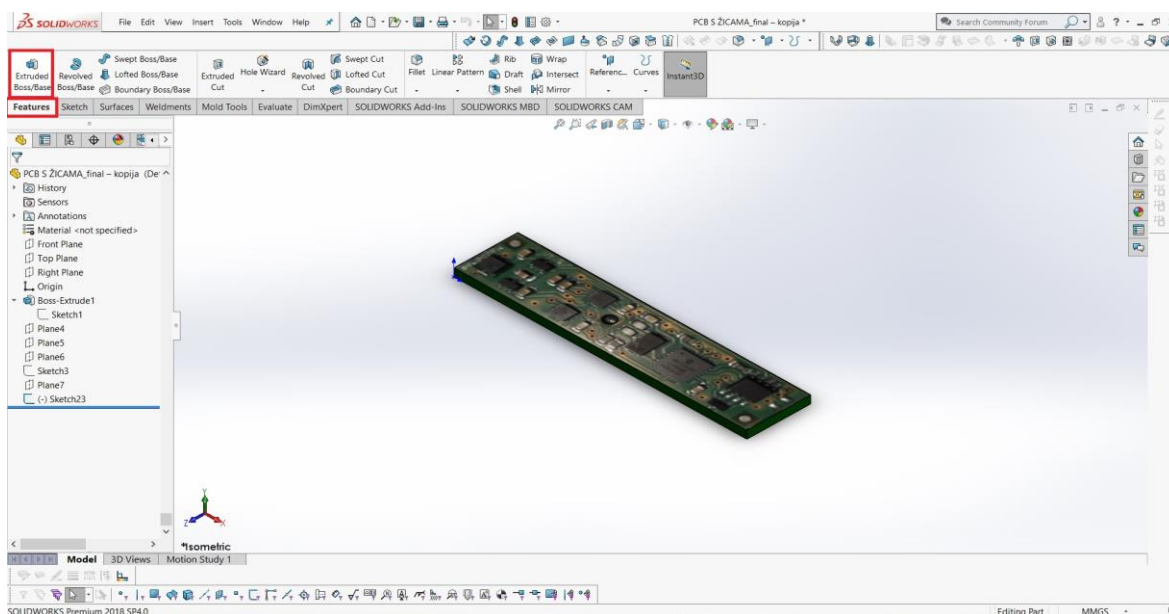 SOLIDWORKS File Edit View Insert Tools Window Help PCB S ŽICAMA_final – kopija * Search Community Forum
Extruded Boss/Base
Revolved Boss/Base
Swept Boss/Base
Lofted Boss/Base
Boundary Boss/Base
Extruded Cut
Hole Wizard
Revolved Cut
Swept Cut
Lofted Cut
Boundary Cut
Fillet
Linear Pattern
Rib
Draft
Shell
Wrap
Intersect
Mirror
Referenc...
Curves
Instant3D
Features Sketch Surfaces Weldments Mold Tools Evaluate DimXpert SOLIDWORKS Add-Ins SOLIDWORKS MBD SOLIDWORKS CAM
PCB S ŽICAMA_final – kopija (De
History
Sensors
Annotations
Material <not specified>
Front Plane
Top Plane
Right Plane
Origin
Boss-Extrude1
Sketch1
Plane4
Plane5
Plane6
Sketch3
Plane7
(-) Sketch23
Y
Z X
*Isometric
Model 3D Views Motion Study 1
SOLIDWORKS Premium 2018 SP4.0 Editing Part MMGS